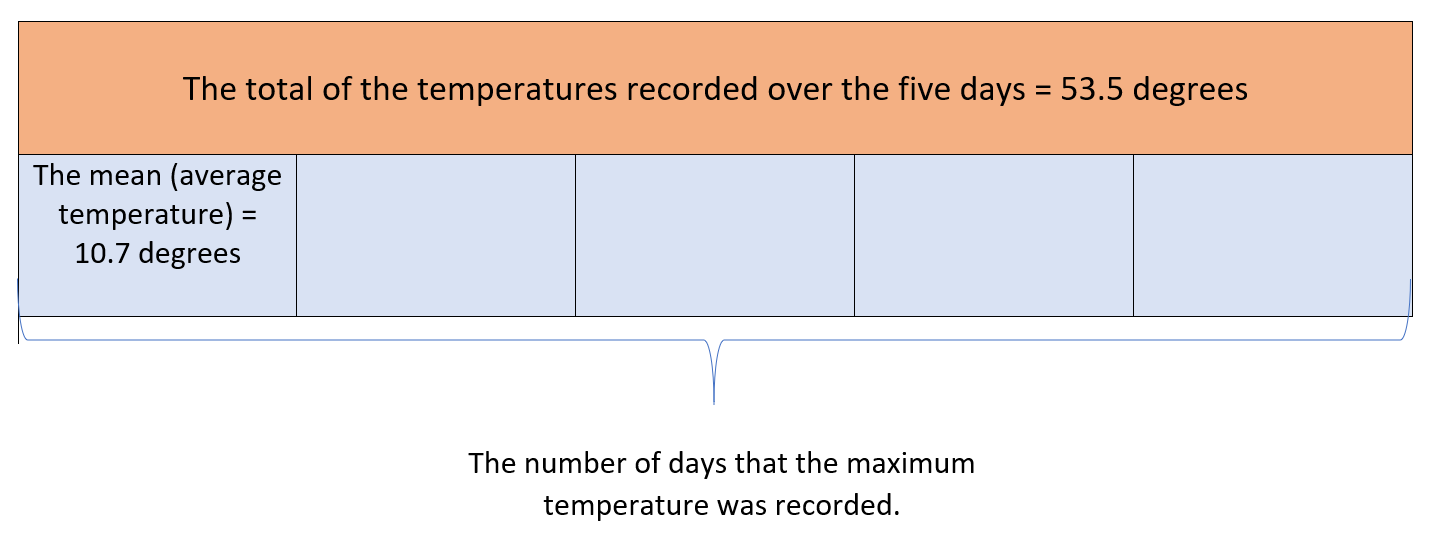 The total of the temperatures recorded over the five days = 53.5 degrees
The mean (average
temperature) =
10.7 degrees
The number of days that the maximum
temperature was recorded.